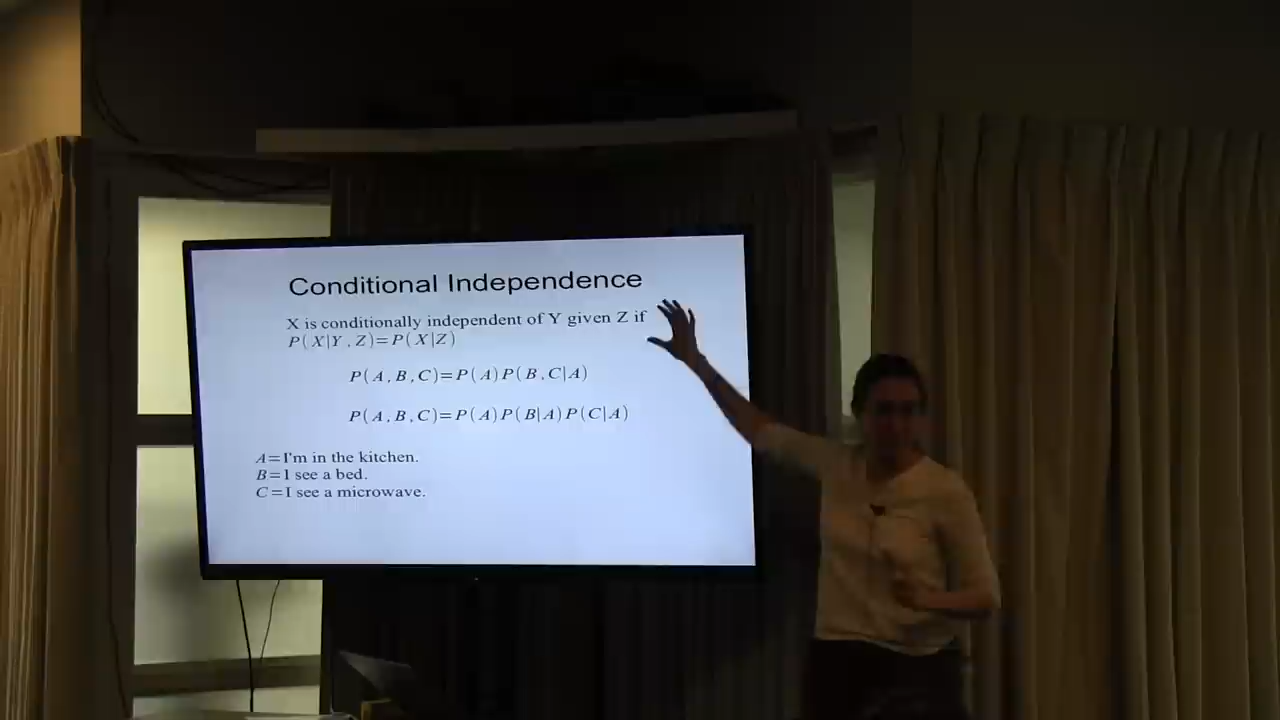 Conditional Independence
X is conditionally independent of Y given Z if
P(X|Y,Z)=P(X|Z)
P(A,B,C)=P(A)P(B,C|A)
P(A,B,C)=P(A)P(B|A)P(C|A)
A=I'm in the kitchen.
B=I see a bed.
C=I see a microwave.